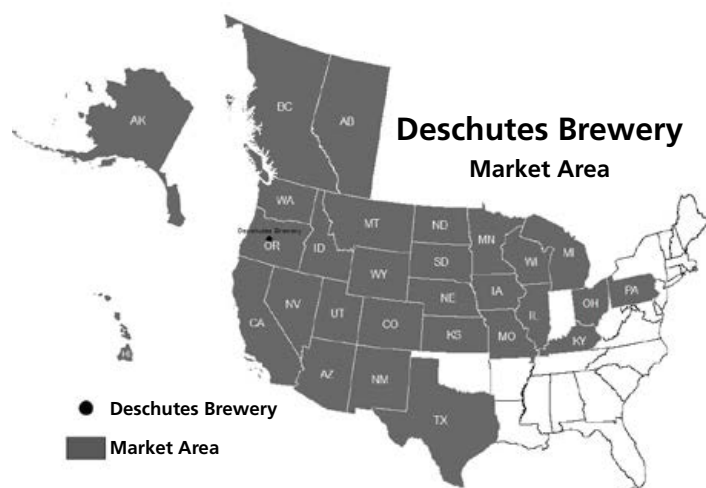 BC
AB
AK
Deschutes Brewery
Market Area
WA
MT
ND
MN
Deschutes Brewery
OR
ID
SD
WI
MI
WY
IA
NE
IL
OH
PA
NV
UT
CO
KS
MO
KY
CA
AZ
NM
TX
HI
Deschutes Brewery
Market Area